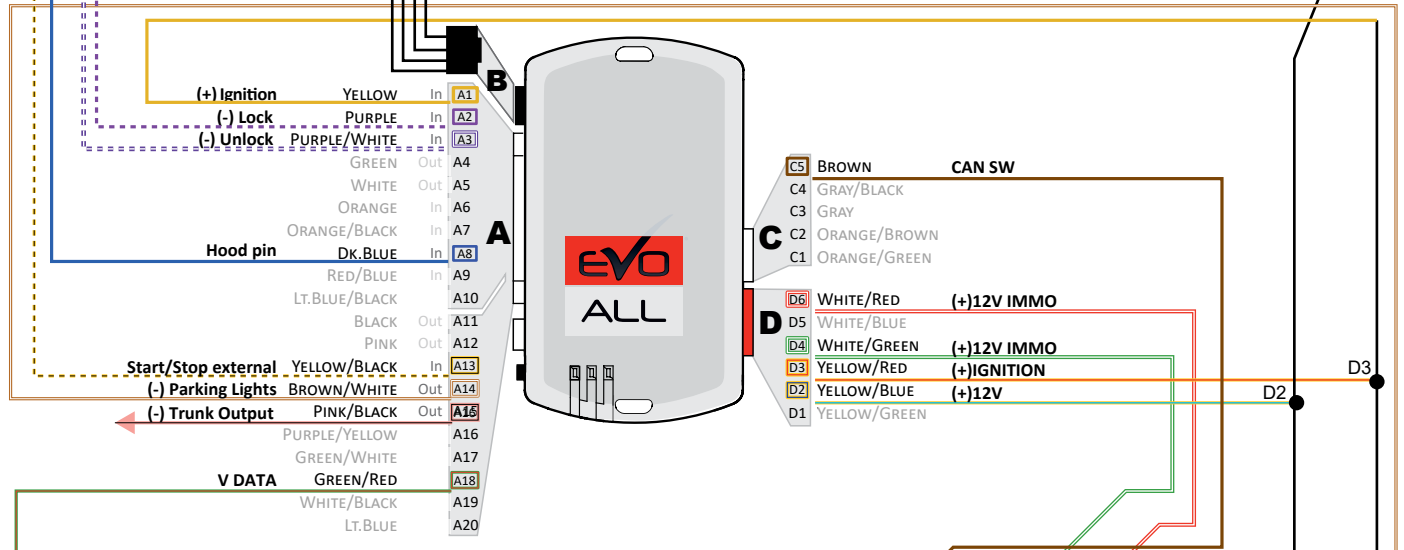 B
(+) Ignition YELLOW In A1
(-) Lock PURPLE In A2
(-) Unlock PURPLE/WHITE In A3
GREEN Out A4
WHITE Out A5
ORANGE In A6
ORANGE/BLACK In A7
A
Hood pin DK.BLUE In A8
RED/BLUE In A9
LT.BLUE/BLACK A10
BLACK Out A11
PINK Out A12
Start/Stop external YELLOW/BLACK In A13
(-) Parking Lights BROWN/WHITE Out A14
(-) Trunk Output PINK/BLACK Out A15
PURPLE/YELLOW A16
GREEN/WHITE A17
V DATA GREEN/RED A18
WHITE/BLACK A19
LT.BLUE A20
EVO
ALL
C5 BROWN CAN SW
C4 GRAY/BLACK
C3 GRAY
C
C2 ORANGE/BROWN
C1 ORANGE/GREEN
D6 WHITE/RED (+)12V IMMO
D
D5 WHITE/BLUE
D4 WHITE/GREEN (+)12V IMMO
D3 YELLOW/RED (+)IGNITION D3
D2 YELLOW/BLUE (+)12V D2
D1 YELLOW/GREEN